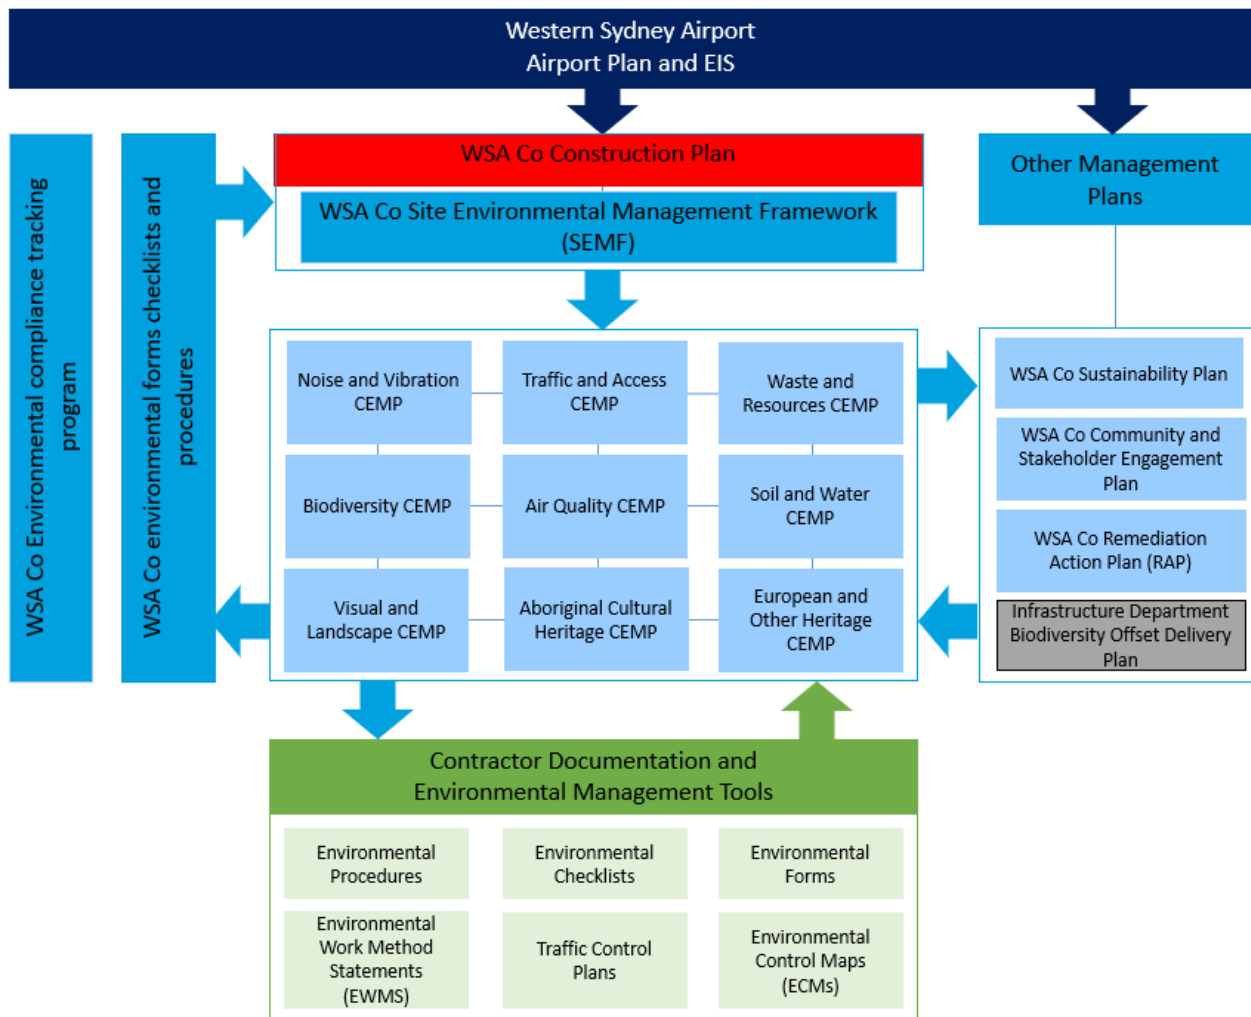 Western Sydney Airport
Airport Plan and EIS
WSA Co Environmental compliance tracking
program
WSA Co environmental forms checklists and
procedures
WSA Co Construction Plan
WSA Co Site Environmental Management Framework
(SEMF)
Other Management
Plans
Noise and Vibration
CEMP
Traffic and Access
CEMP
Waste and
Resources CEMP
Biodiversity CEMP
Air Quality CEMP
Soil and Water
CEMP
Visual and
Landscape CEMP
Aboriginal Cultural
Heritage CEMP
European and
Other Heritage
CEMP
WSA Co Sustainability Plan
WSA Co Community and
Stakeholder Engagement
Plan
WSA Co Remediation
Action Plan (RAP)
Infrastructure Department
Biodiversity Offset Delivery
Plan
Contractor Documentation and
Environmental Management Tools
Environmental
Procedures
Environmental
Checklists
Environmental
Forms
Environmental
Work Method
Statements
(EWMS)
Traffic Control
Plans
Environmental
Control Maps
(ECMs)